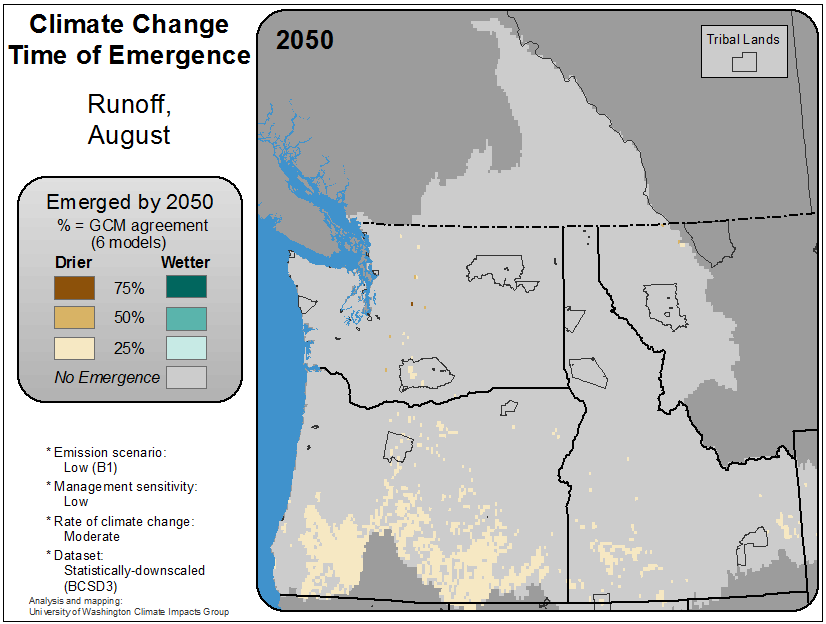 Climate Change
Time of Emergence
Runoff,
August
Emerged by 2050
% = GCM agreement
(6 models)
Drier Wetter
75%
50%
25%
No Emergence
* Emission scenario:
Low (B1)
* Management sensitivity:
Low
* Rate of climate change:
Moderate
* Dataset:
Statistically-downscaled
(BCSD3)
Analysis and mapping:
University of Washington Climate Impacts Group
2050
Tribal Lands